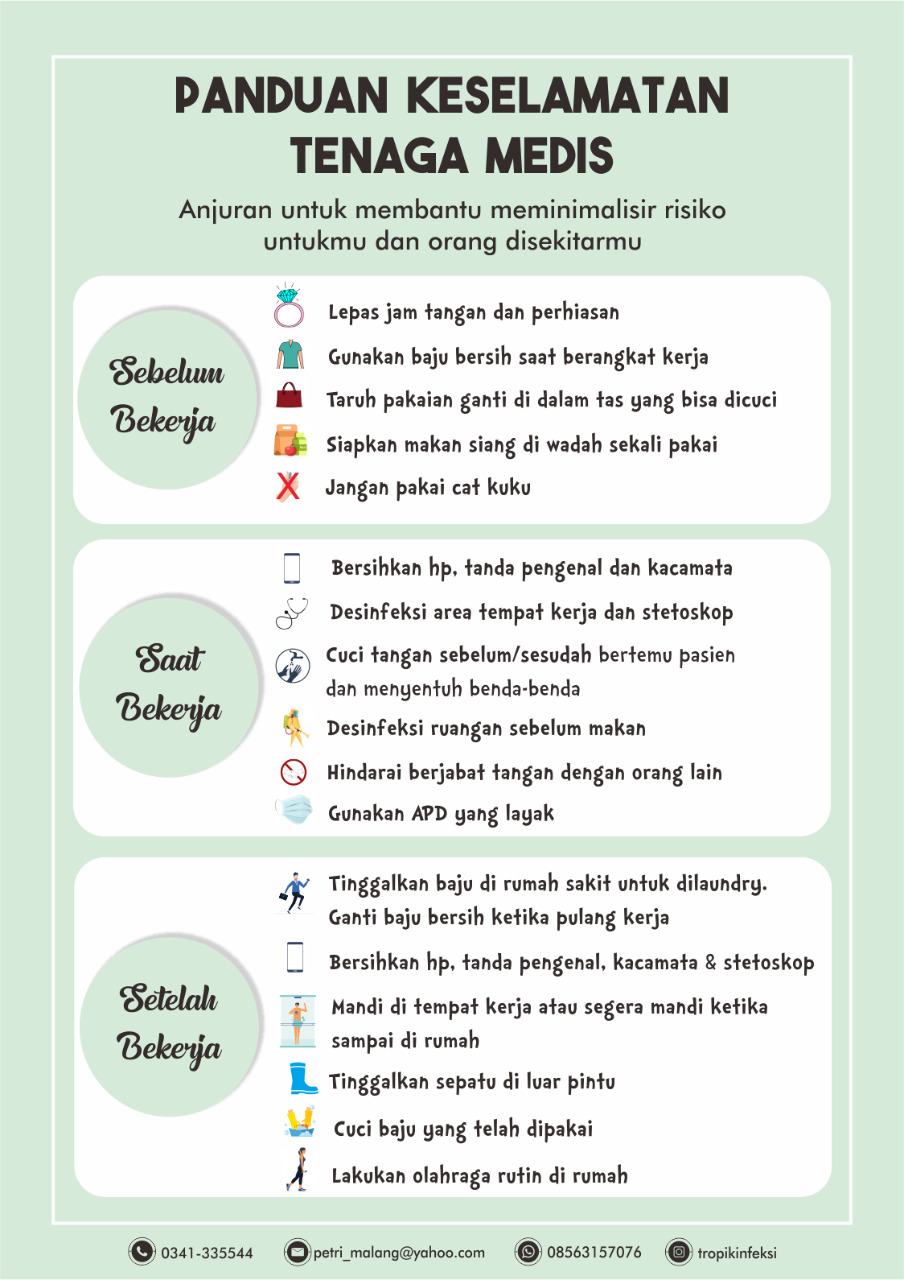 PANDUAN KESELAMATAN
TENAGA MEDIS
Anjuran untuk membantu meminimalisir risiko
untukmu dan orang disekitarmu
Sebelum
Bekerja
Lepas jam tangan dan perhiasan
Gunakan baju bersih saat berangkat kerja
Taruh pakaian ganti di dalam tas yang bisa dicuci
Siapkan makan siang di wadah sekali pakai
Jangan pakai cat kuku
Saat
Bekerja
Bersihkan hp, tanda pengenal dan kacamata
Desinfeksi area tempat kerja dan stetoskop
Cuci tangan sebelum/sesudah bertemu pasien
dan menyentuh benda-benda
Desinfeksi ruangan sebelum makan
Hindarai berjabat tangan dengan orang lain
Gunakan APD yang layak
Setelah
Bekerja
Tinggalkan baju di rumah sakit untuk dilaundry.
Ganti baju bersih ketika pulang kerja
Bersihkan hp, tanda pengenal, kacamata & stetoskop
Mandi di tempat kerja atau segera mandi ketika
sampai di rumah
Tinggalkan sepatu di luar pintu
Cuci baju yang telah dipakai
Lakukan olahraga rutin di rumah
0341-335544 petri_malang@yahoo.com 08563157076 tropikinfeksi